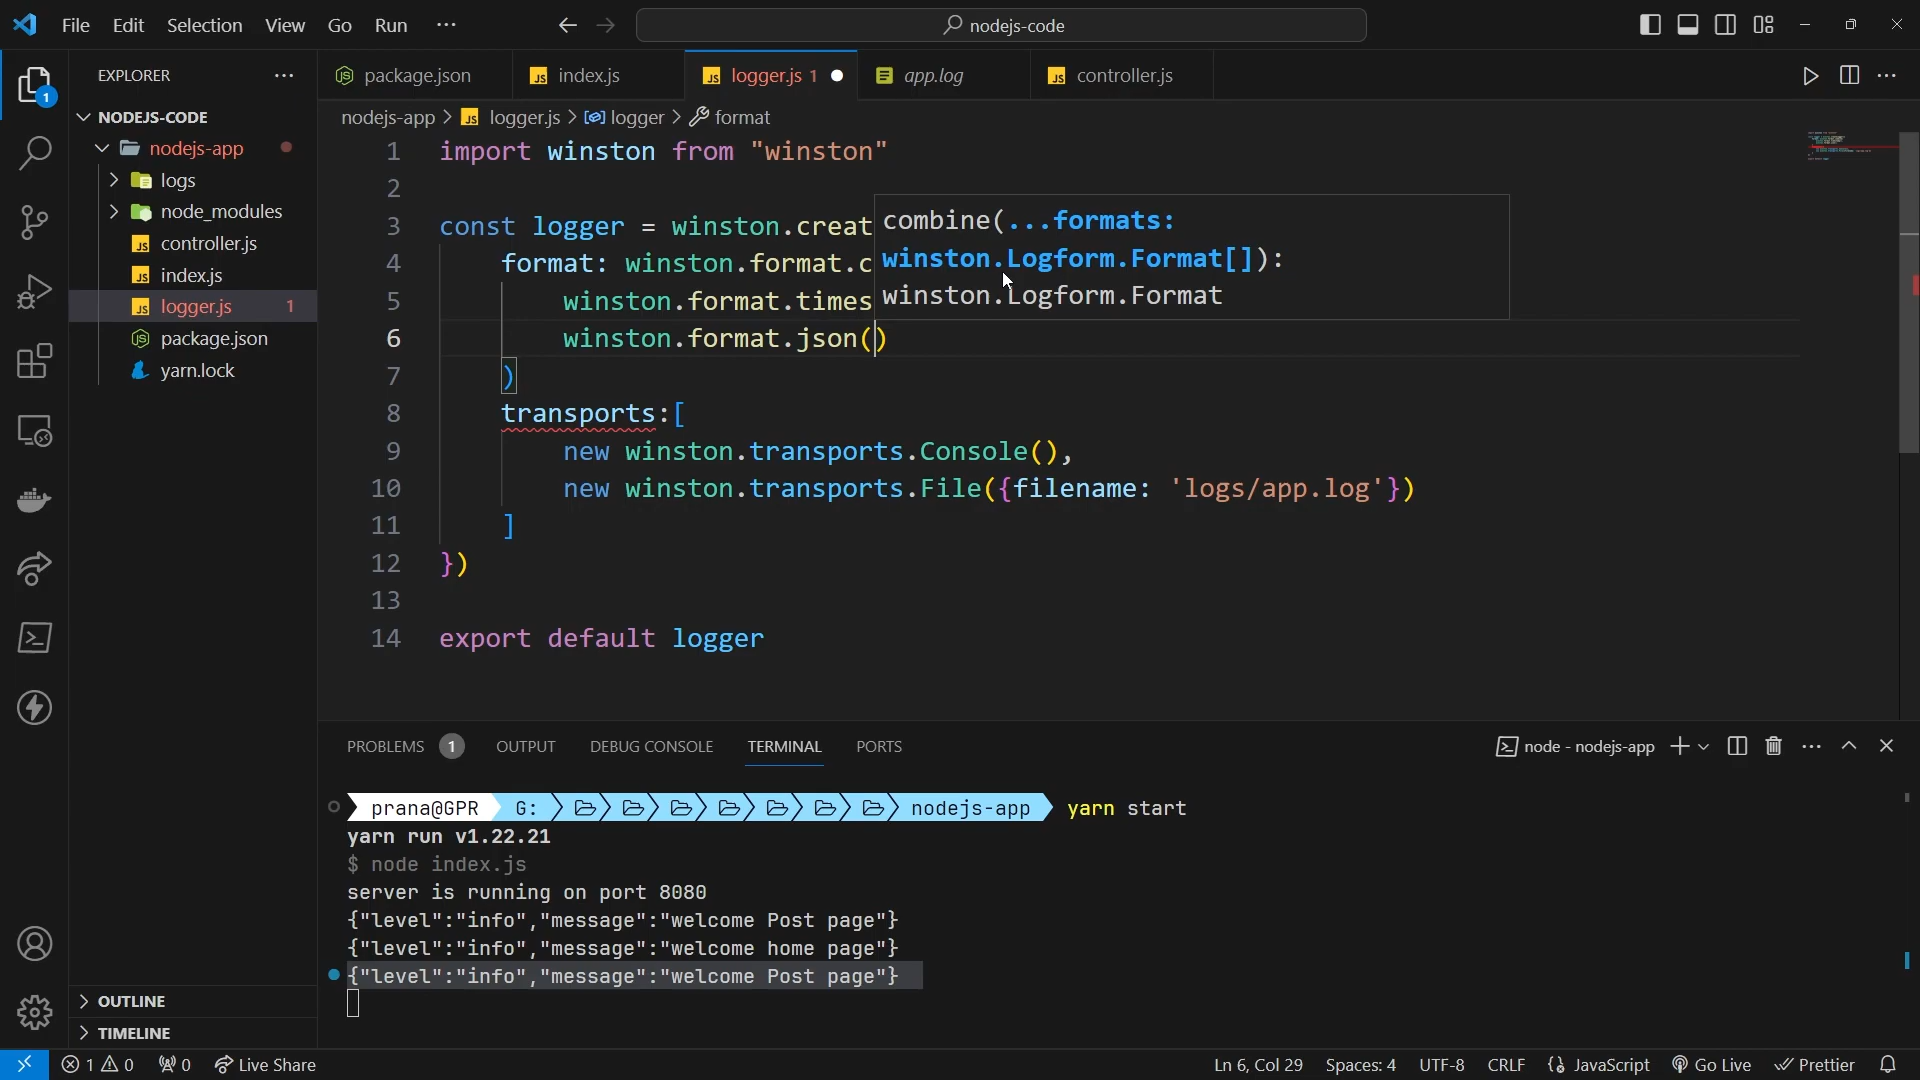 File Edit Selection View Go Run ··· nodejs-code
EXPLORER ···
package.json index.js logger.js 1 app.log controller.js ···
nodejs-app > logger.js > logger > format
NODEJS-CODE
nodejs-app
logs
node_modules
controller.js
index.js
logger.js 1
package.json
yarn.lock
OUTLINE
TIMELINE
1 import winston from "winston"
2
3 const logger = winston.creat
4 format: winston.format.c
5 winston.format.times
6 winston.format.json()
7 )
8 transports:[
9 new winston.transports.Console(),
10 new winston.transports.File({filename: 'logs/app.log'})
11 ]
12 })
13
14 export default logger
combine(...formats:
winston.Logform.Format[]):
winston.Logform.Format
PROBLEMS 1 OUTPUT DEBUG CONSOLE TERMINAL PORTS node - nodejs-app ···
prana@GPR G: nodejs-app yarn start
yarn run v1.22.21
$ node index.js
server is running on port 8080
{"level":"info","message":"welcome Post page"}
{"level":"info","message":"welcome home page"}
{"level":"info","message":"welcome Post page"}
1 0 0 Live Share Ln 6, Col 29 Spaces: 4 UTF-8 CRLF JavaScript Go Live Prettier